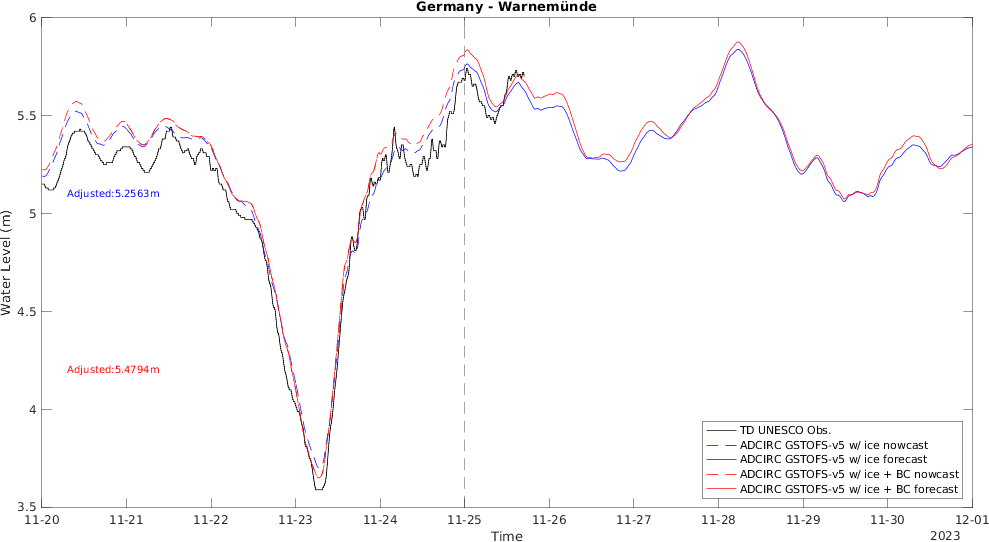 Germany - Warnemünde
6
5.5
5
4.5
4
3.5
Water Level (m)
Adjusted:5.2563m
Adjusted:5.4794m
TD UNESCO Obs.
ADCIRC GSTOFS-v5 w/ ice nowcast
ADCIRC GSTOFS-v5 w/ ice forecast
ADCIRC GSTOFS-v5 w/ ice + BC nowcast
ADCIRC GSTOFS-v5 w/ ice + BC forecast
11-20 11-21 11-22 11-23 11-24 11-25 11-26 11-27 11-28 11-29 11-30 12-01
Time
2023